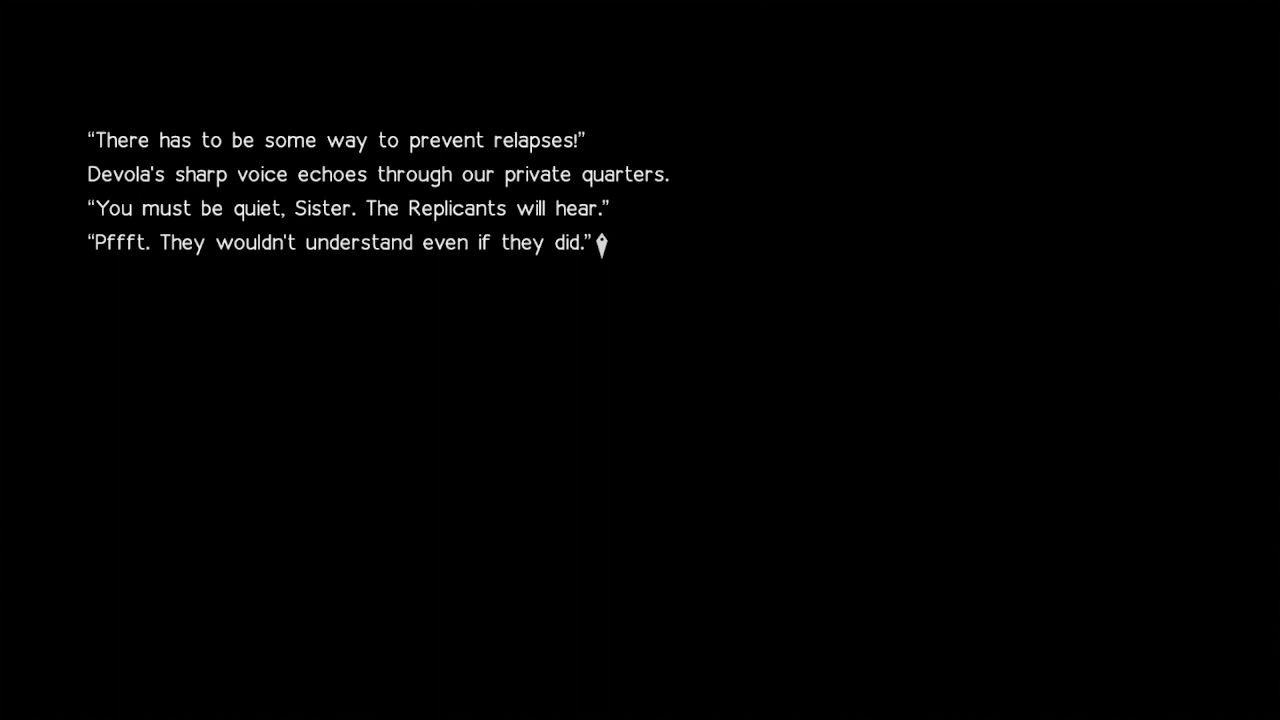 “There has to be some way to prevent relapses!”
Devola's sharp voice echoes through our private quarters.
“You must be quiet, Sister. The Replicants will hear.”
“Pffft. They wouldn't understand even if they did.”